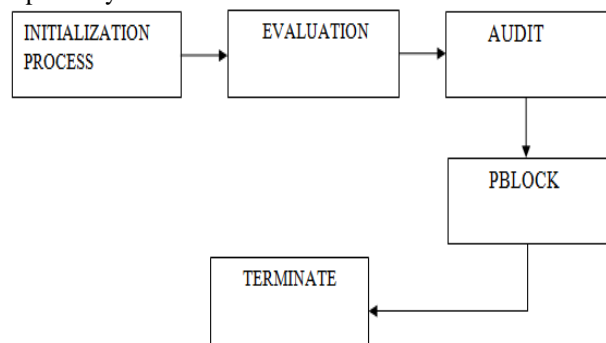 INITIALIZATION
PROCESS
EVALUATION
AUDIT
PBLOCK
TERMINATE